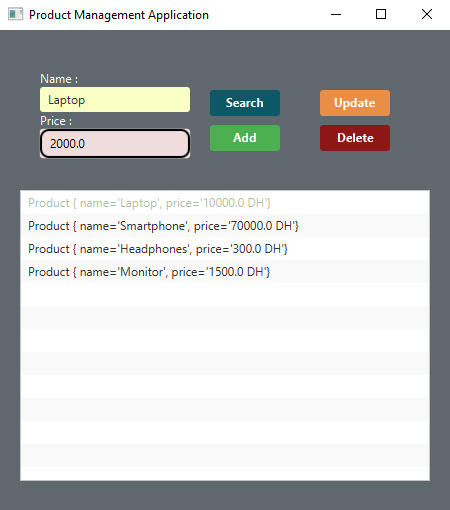 Product Management Application
Name :
Laptop
Price :
2000.0
Search
Update
Add
Delete
Product { name='Laptop', price='10000.0 DH'}
Product { name='Smartphone', price='70000.0 DH'}
Product { name='Headphones', price='300.0 DH'}
Product { name='Monitor', price='1500.0 DH'}